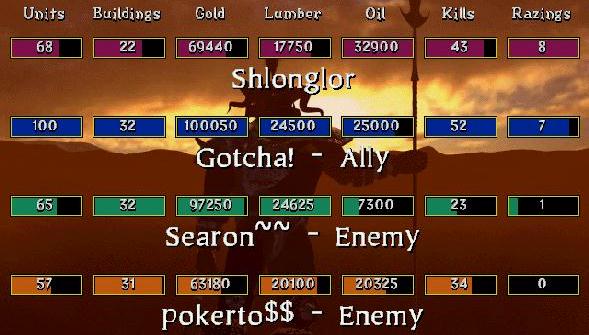 Units Buildings Gold Lumber Oil Kills Razings
68 22 69440 17750 32900 43 8
Shlonglor
100 32 100050 24500 25000 52 7
Gotcha! - Ally
65 32 97250 24625 7300 23 1
Searon~~ - Enemy
57 31 63180 20100 20325 34 0
pokerto$$ - Enemy